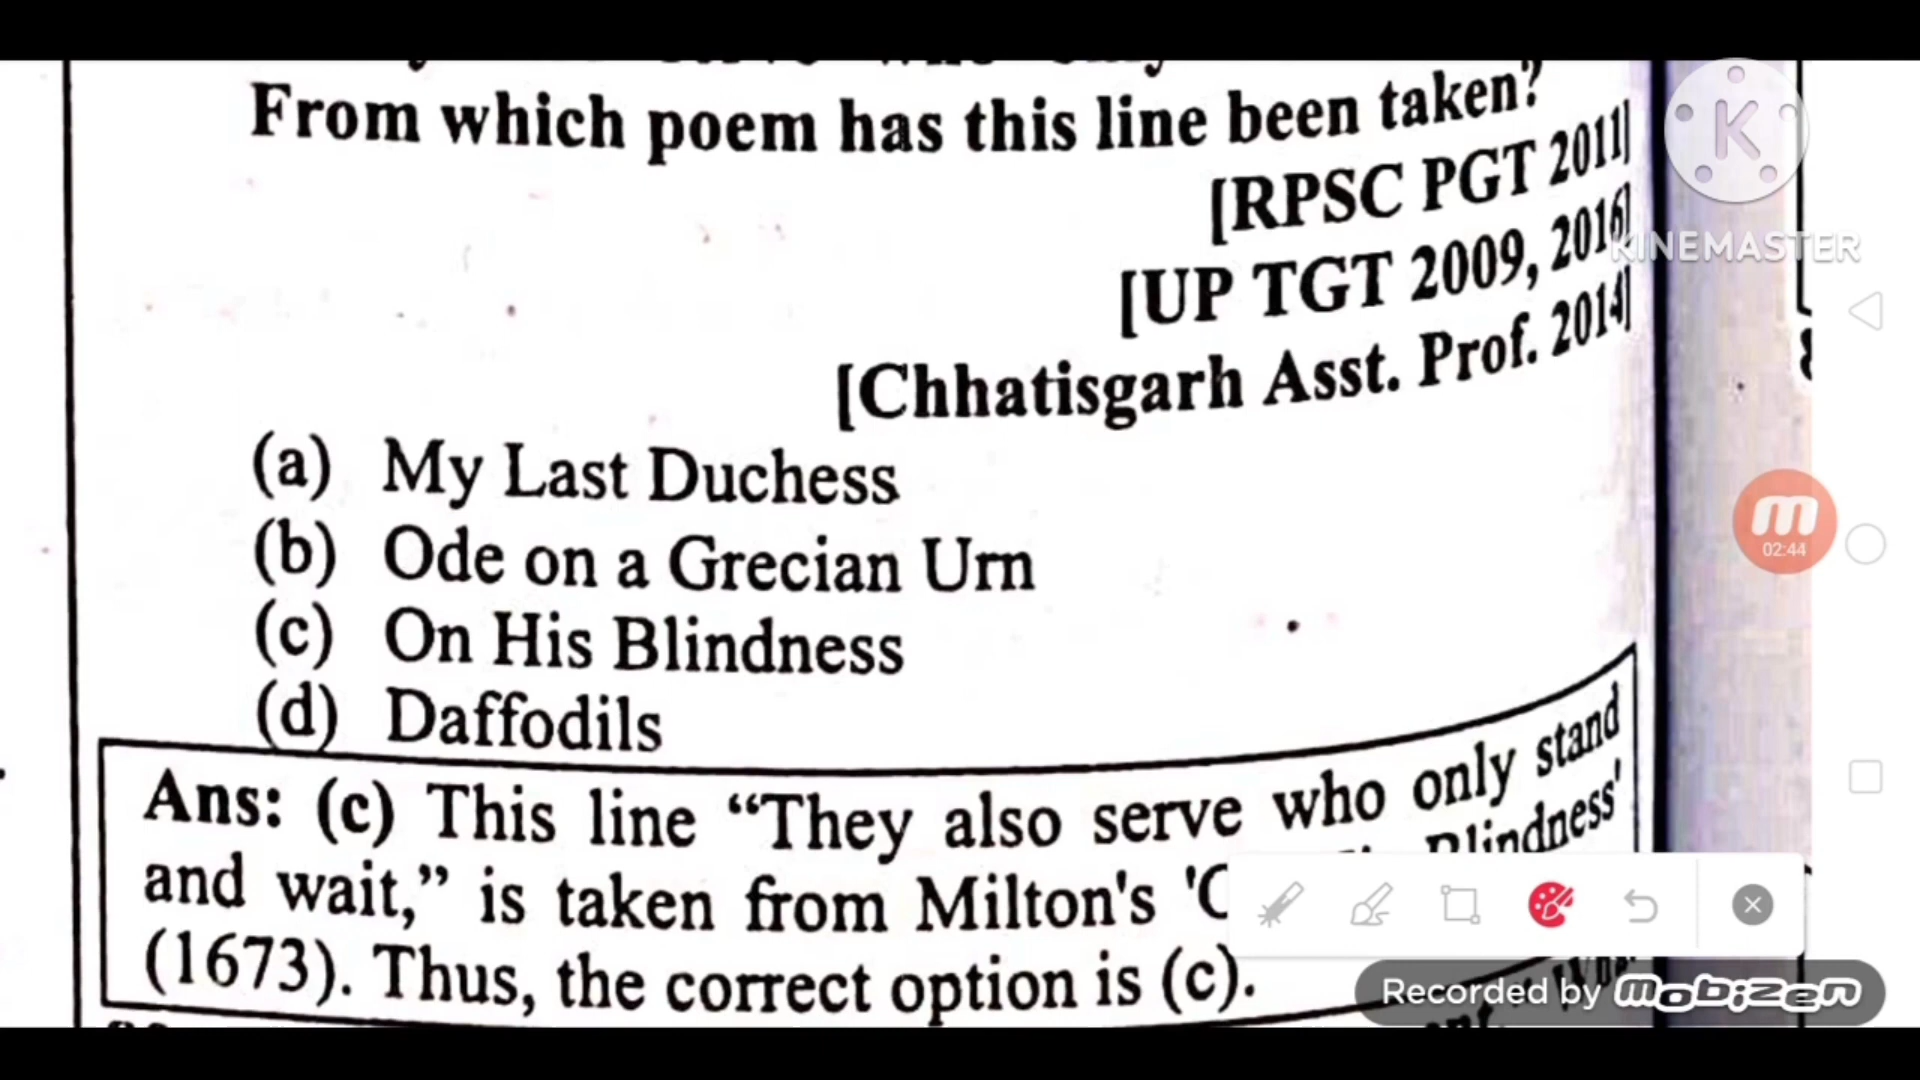 From which poem has this line been taken?
[RPSC PGT 2011]
[UP TGT 2009, 2016]
[Chhatisgarh Asst. Prof. 2014]
(a) My Last Duchess
(b) Ode on a Grecian Urn
(c) On His Blindness
(d) Daffodils
Ans: (c) This line “They also serve who only stand
and wait,” is taken from Milton's 'O Blindness'
(1673). Thus, the correct option is (c).
K
KINEMASTER
m
02:44
Recorded by mobizen